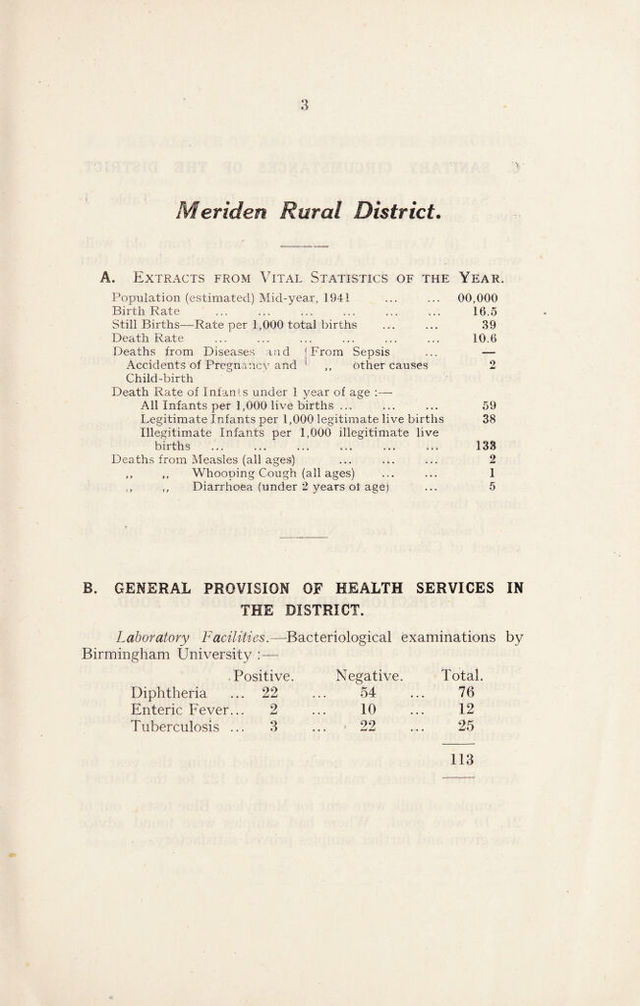 3
Meriden Rural District.
A. EXTRACTS FROM VITAL STATISTICS OF THE YEAR.
Population (estimated) Mid-year, 1941 ... ... 00,000
Birth Rate ... ... ... ... ... ... 16.5
Still Births—Rate per 1,000 total births ... ... 39
Death Rate ... ... ... ... ... ... 10.6
Deaths from Diseases and { From Sepsis ... —
Accidents of Pregnancy and { ,, other causes 2
Child-birth
Death Rate of Infants under 1 year of age :—
All Infants per 1,000 live births ... ... ... 59
Legitimate Infants per 1,000 legitimate live births 38
Illegitimate Infants per 1,000 illegitimate live
births ... ... ... ... ... ... 133
Deaths from Measles (all ages) ... ... ... 2
,, ,, Whooping Cough (all ages) ... ... 1
,, ,, Diarrhoea (under 2 years of age) ... 5
B. GENERAL PROVISION OF HEALTH SERVICES IN
THE DISTRICT.
Laboratory Facilities.—Bacteriological examinations by
Birmingham University :—
Positive. Negative. Total.
Diphtheria ... 22 ... 54 ... 76
Enteric Fever... 2 ... 10 ... 12
Tuberculosis ... 3 ... 22 ... 25
113